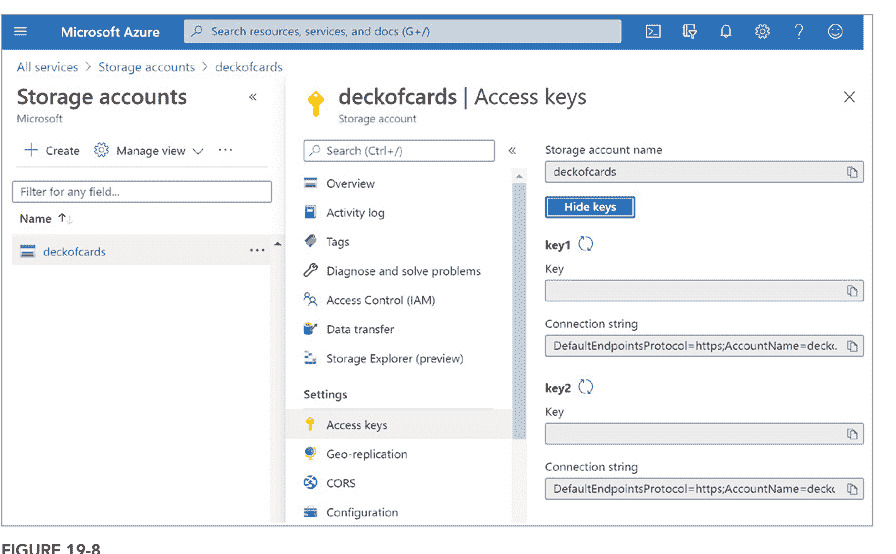 Microsoft Azure
Search resources, services, and docs (G+/)
All services > Storage accounts > deckofcards
Storage accounts
Microsoft
Create
Manage view
Filter for any field...
Name
deckofcards
deckofcards | Access keys
Storage account
Search (Ctrl+/)
Overview
Activity log
Tags
Diagnose and solve problems
Access Control (IAM)
Data transfer
Storage Explorer (preview)
Settings
Access keys
Geo-replication
CORS
Configuration
Storage account name
deckofcards
Hide keys
key1
Key
Connection string
DefaultEndpointsProtocol=https;AccountName=decko
key2
Key
Connection string
DefaultEndpointsProtocol=https;AccountName=decko
FIGURE 19-8